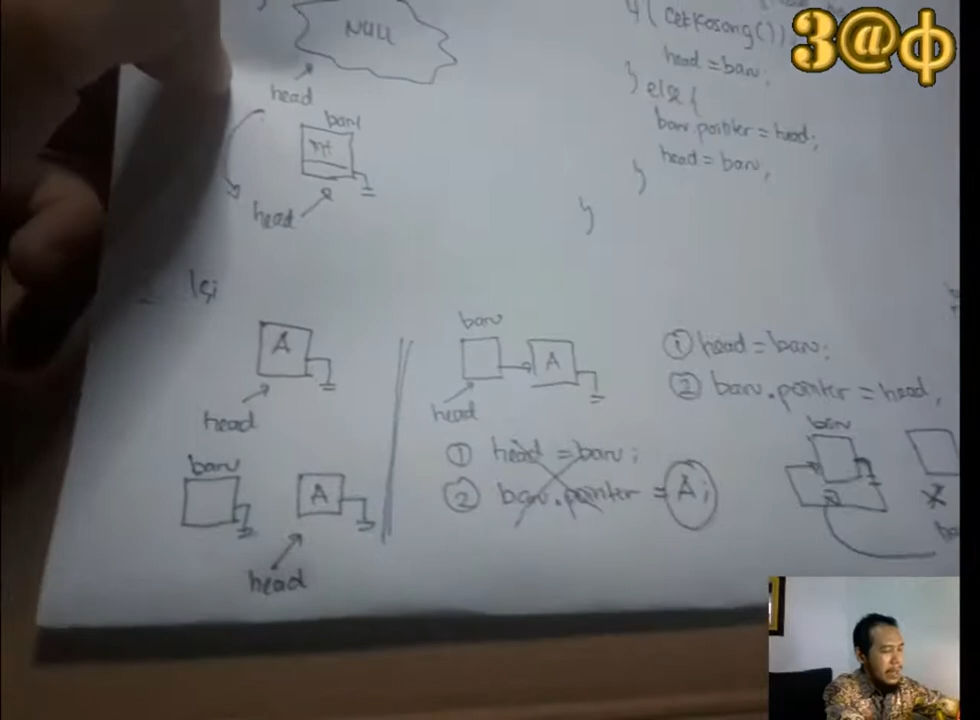 3@φ
NULL
head
baru
head
cekKosong())
head = baru;
} else {
baru.pointer = head;
head = baru;
}
}
Isi
A
head
baru
A
head
baru
A
head
① head = baru;
② baru.pointer = A;
① head = baru;
② baru.pointer = head;
baru